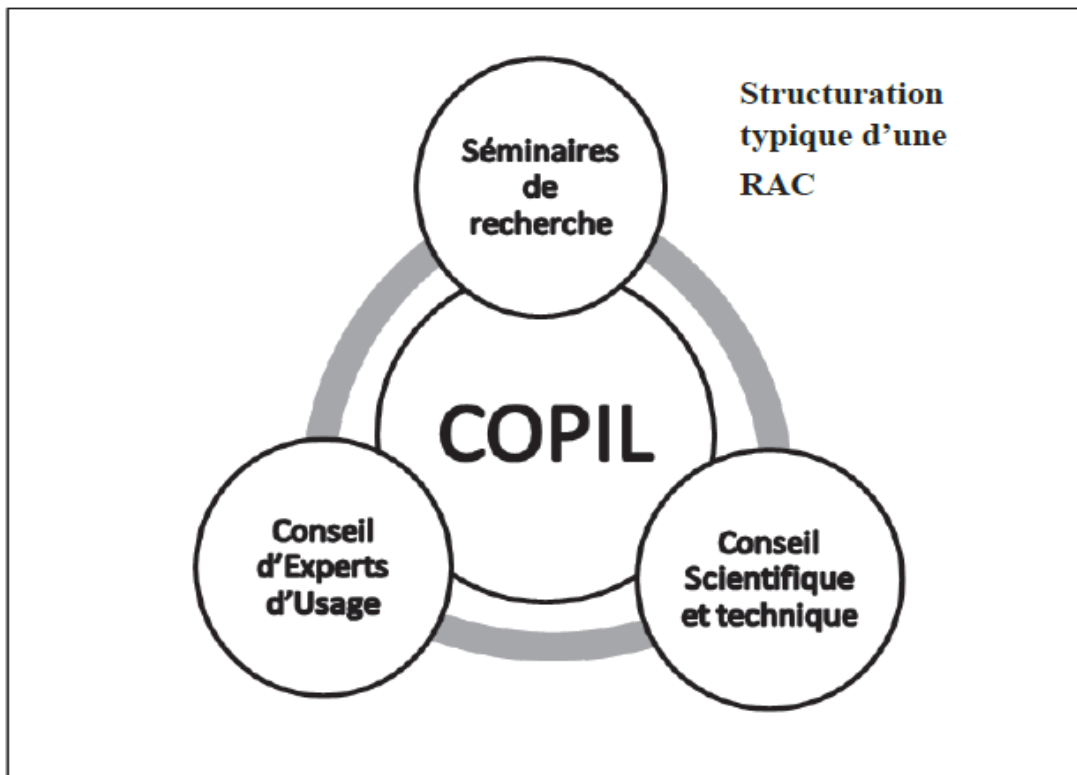 Structuration
typique d'une
RAC
Séminaires
de
recherche
COPIL
Conseil
d'Experts
d'Usage
Conseil
Scientifique
et technique